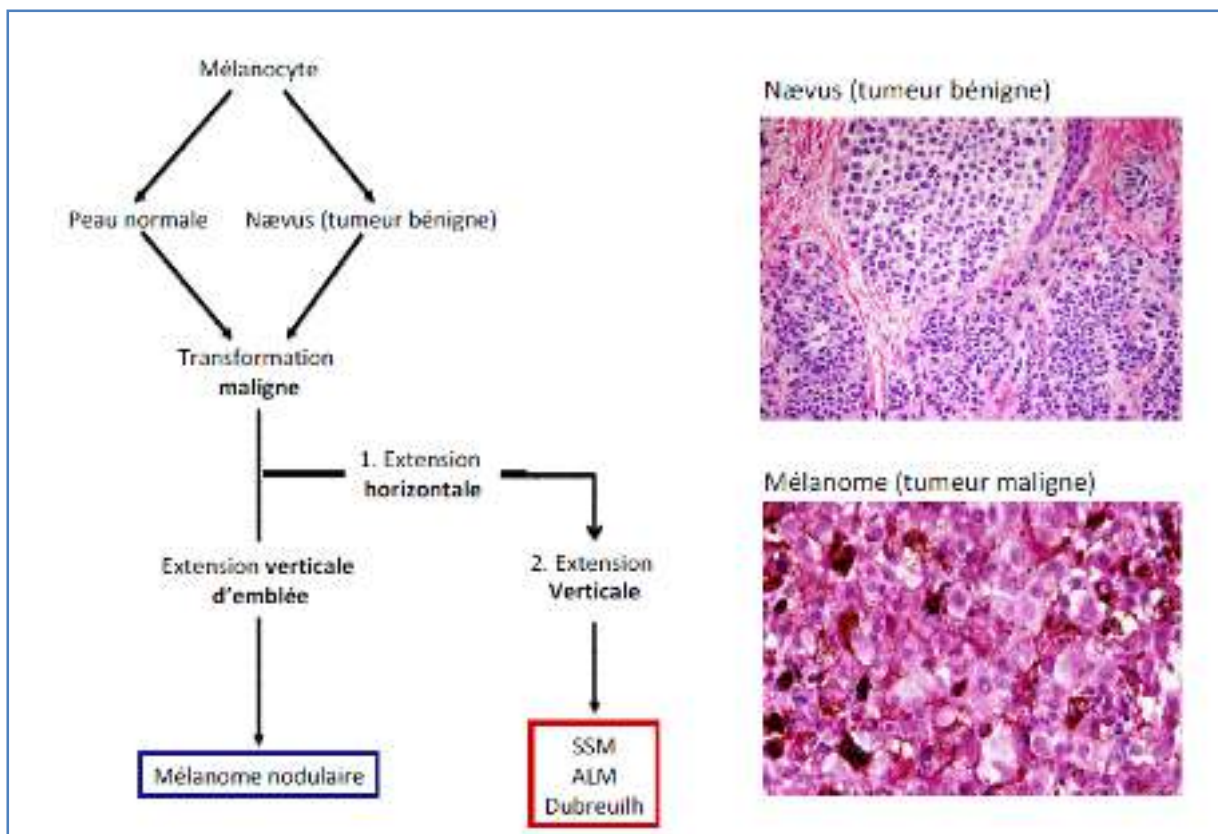 Mélanocyte
Peau normale
Nævus (tumeur bénigne)
Transformation
maligne
1. Extension
horizontale
Extension verticale
d'emblée
2. Extension
Verticale
Mélanome nodulaire
SSM
ALM
Dubreuilh
Nævus (tumeur bénigne)
Mélanome (tumeur maligne)